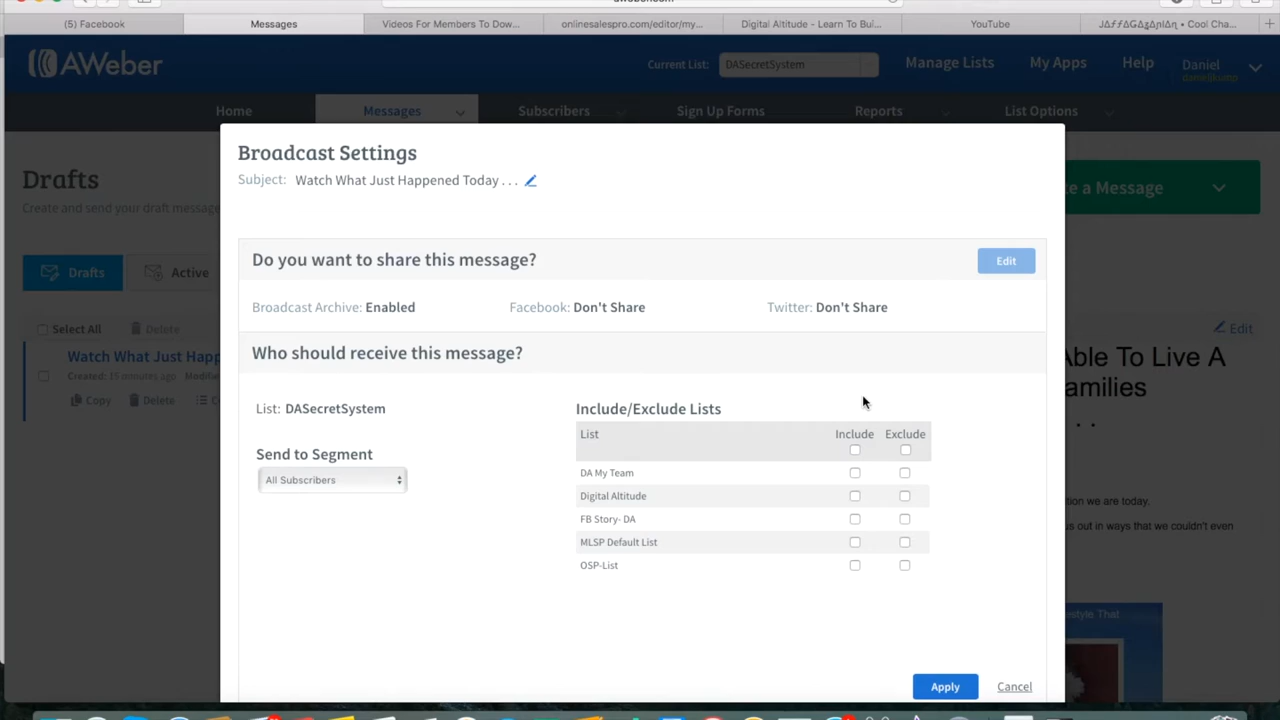 aweber.com
(5) Facebook
Messages
Videos For Members To Dow...
onlinesalespro.com/editor/my...
Digital Altitude - Learn To Bui...
YouTube
Cool Cha...
AWeber
Current List:
DASecretSystem
Manage Lists
My Apps
Help
Daniel
danieljkump
Home
Messages
Subscribers
Sign Up Forms
Reports
List Options
Drafts
Create and send your draft message
te a Message
Drafts
Active
Select All
Delete
Watch What Just Happ
Created: 15 minutes ago Modifie
Copy
Delete
Broadcast Settings
Subject: Watch What Just Happened Today . . .
Do you want to share this message?
Edit
Broadcast Archive: Enabled
Facebook: Don't Share
Twitter: Don't Share
Who should receive this message?
List: DASecretSystem
Send to Segment
All Subscribers
Include/Exclude Lists
List
Include
Exclude
DA My Team
Digital Altitude
FB Story- DA
MLSP Default List
OSP-List
Apply
Cancel
Edit
Able To Live A
amilies
. .
tion we are today.
us out in ways that we couldn't even
style That